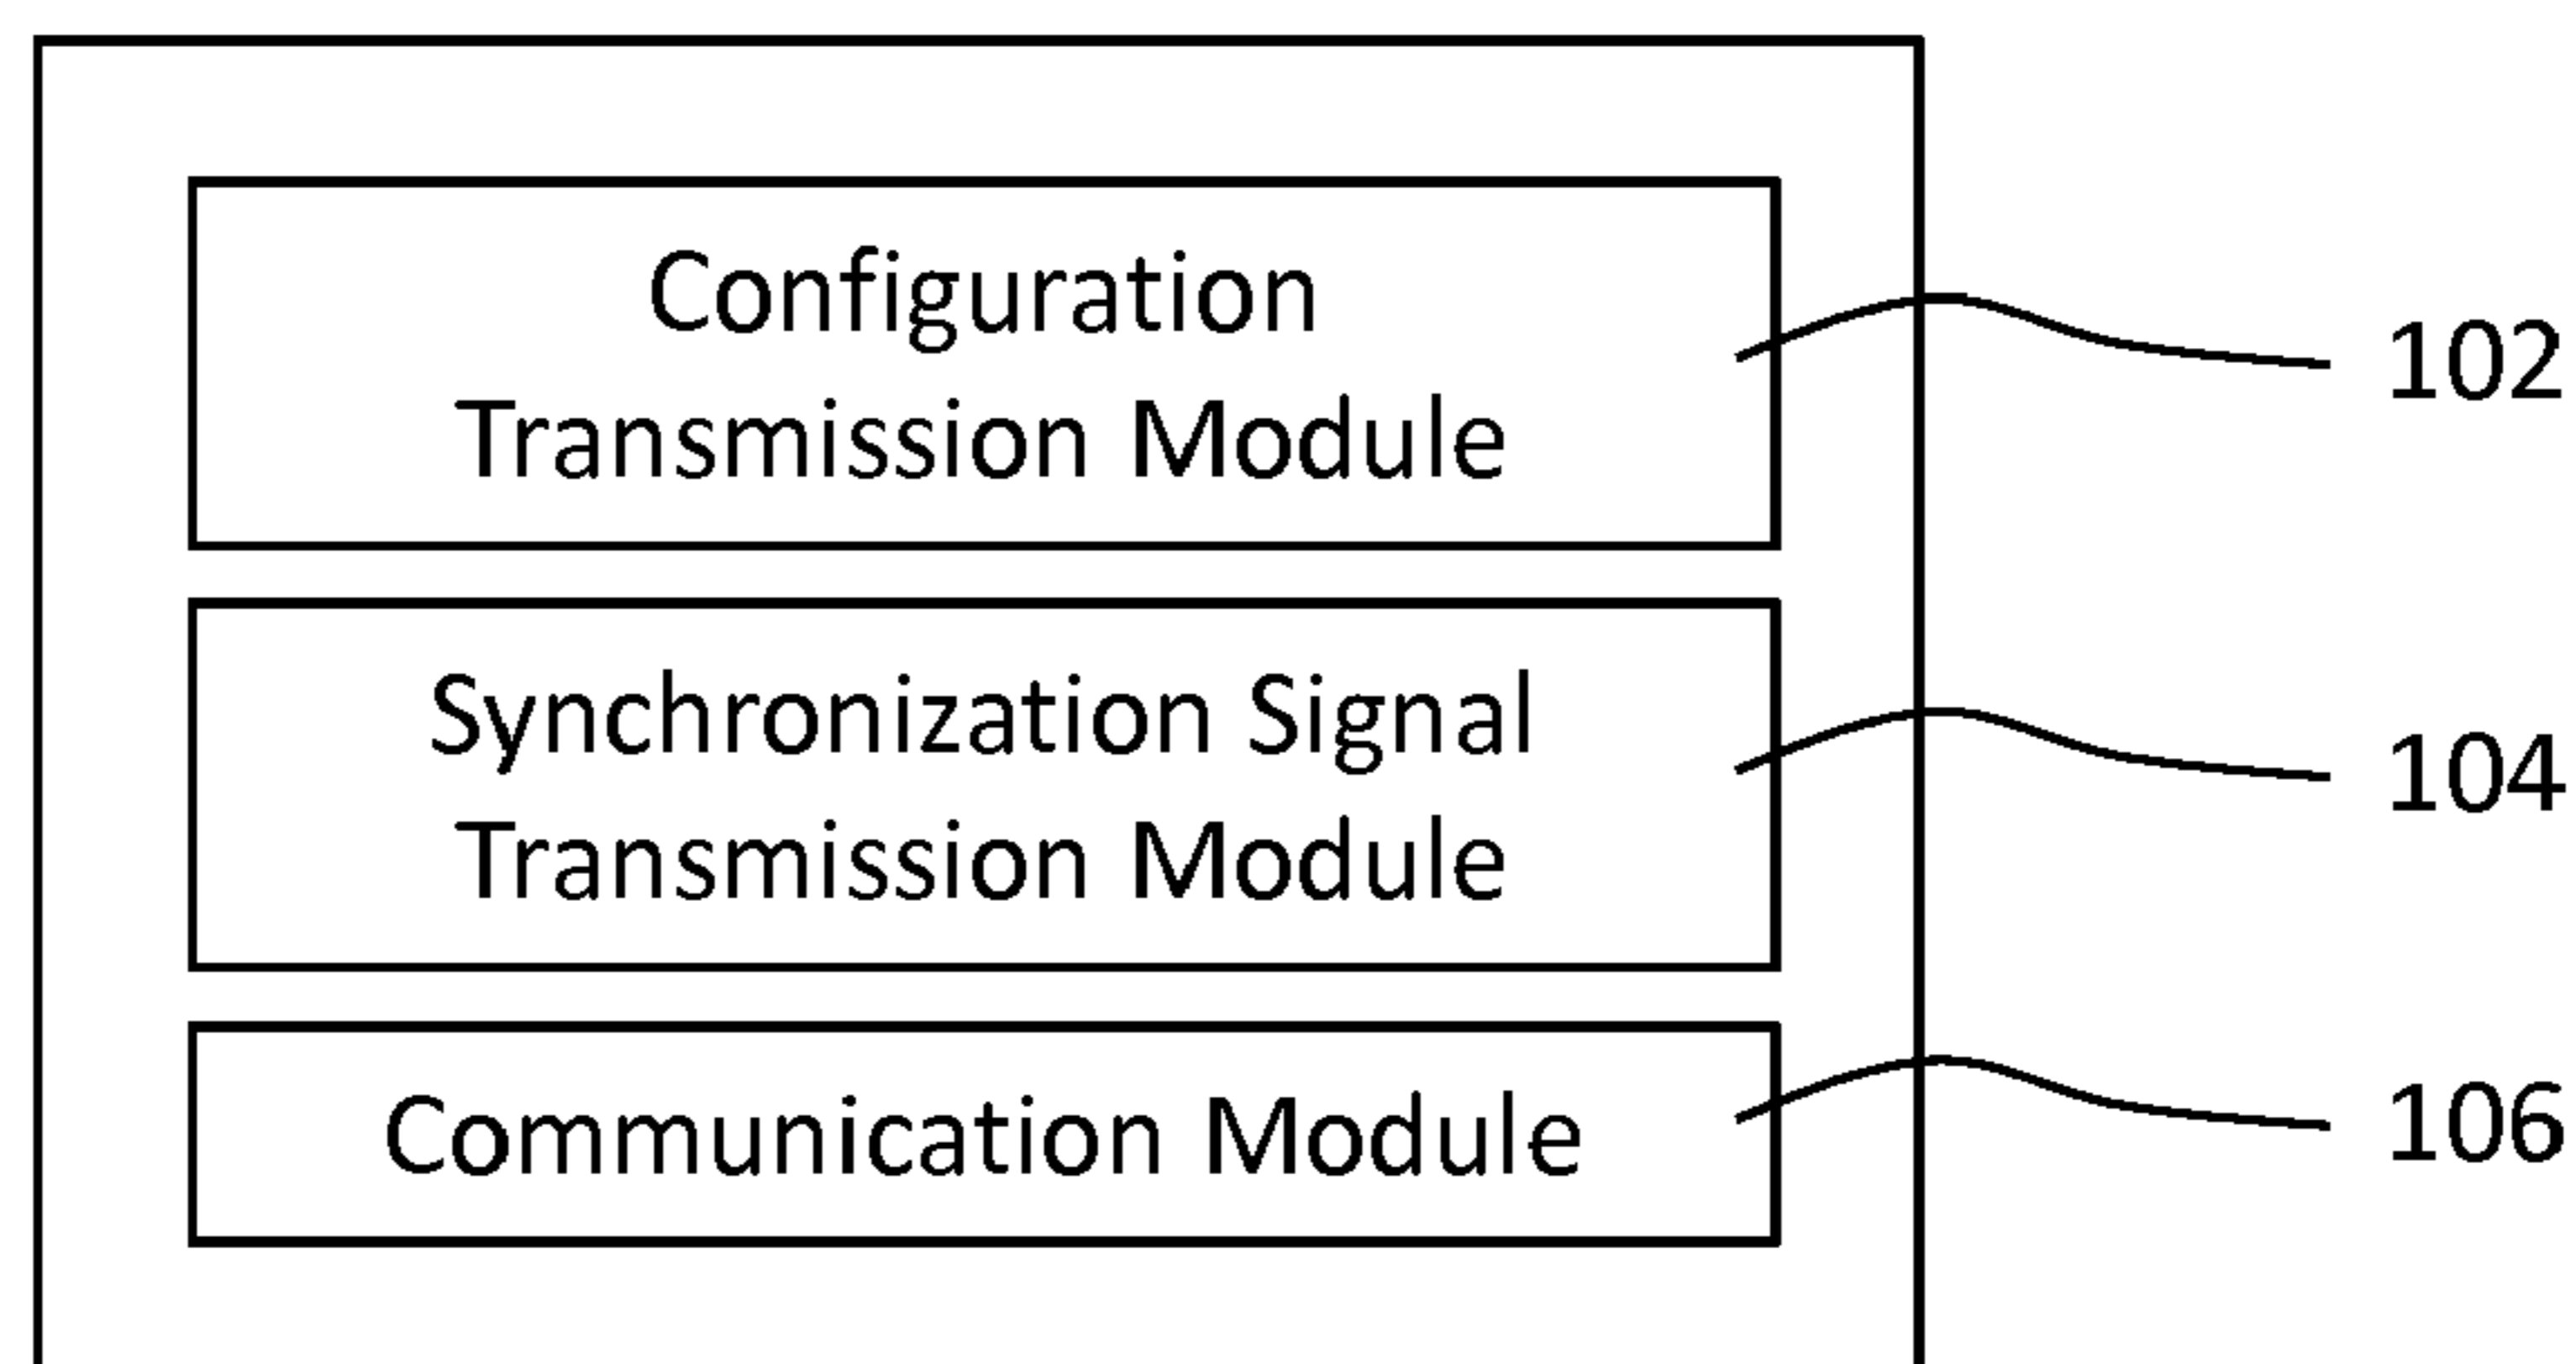 Configuration
Transmission Module
102
Synchronization Signal
Transmission Module
104
Communication Module
106